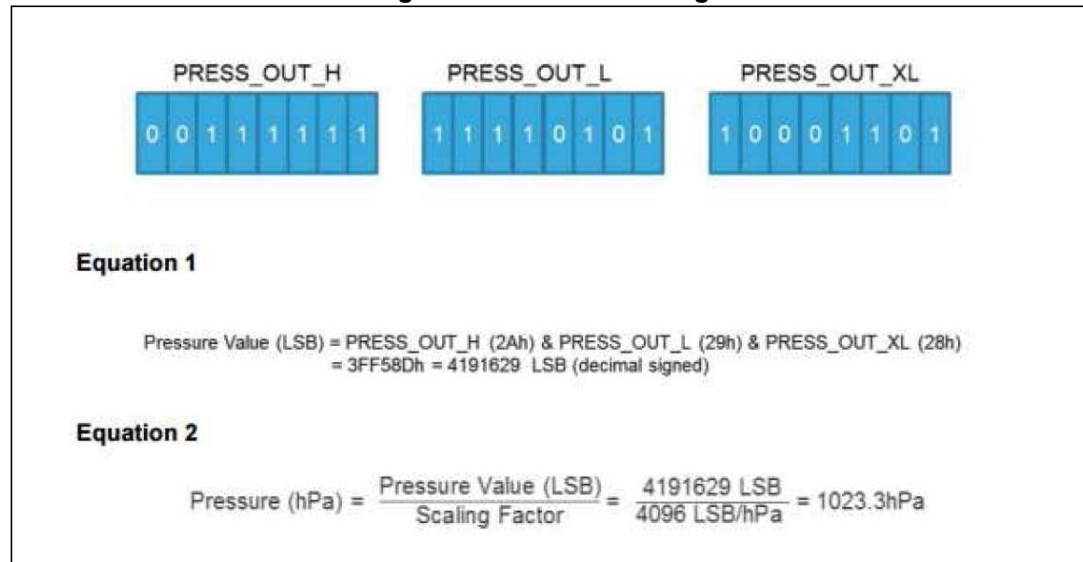 PRESS_OUT_H PRESS_OUT_L PRESS_OUT_XL
0 0 1 1 1 1 1 1 1 1 1 1 0 1 0 1 1 0 0 0 1 1 0 1
Equation 1
Pressure Value (LSB) = PRESS_OUT_H (2Ah) & PRESS_OUT_L (29h) & PRESS_OUT_XL (28h)
= 3FF58Dh = 4191629 LSB (decimal signed)
Equation 2
Pressure (hPa) = Pressure Value (LSB) / Scaling Factor = 4191629 LSB / 4096 LSB/hPa = 1023.3hPa